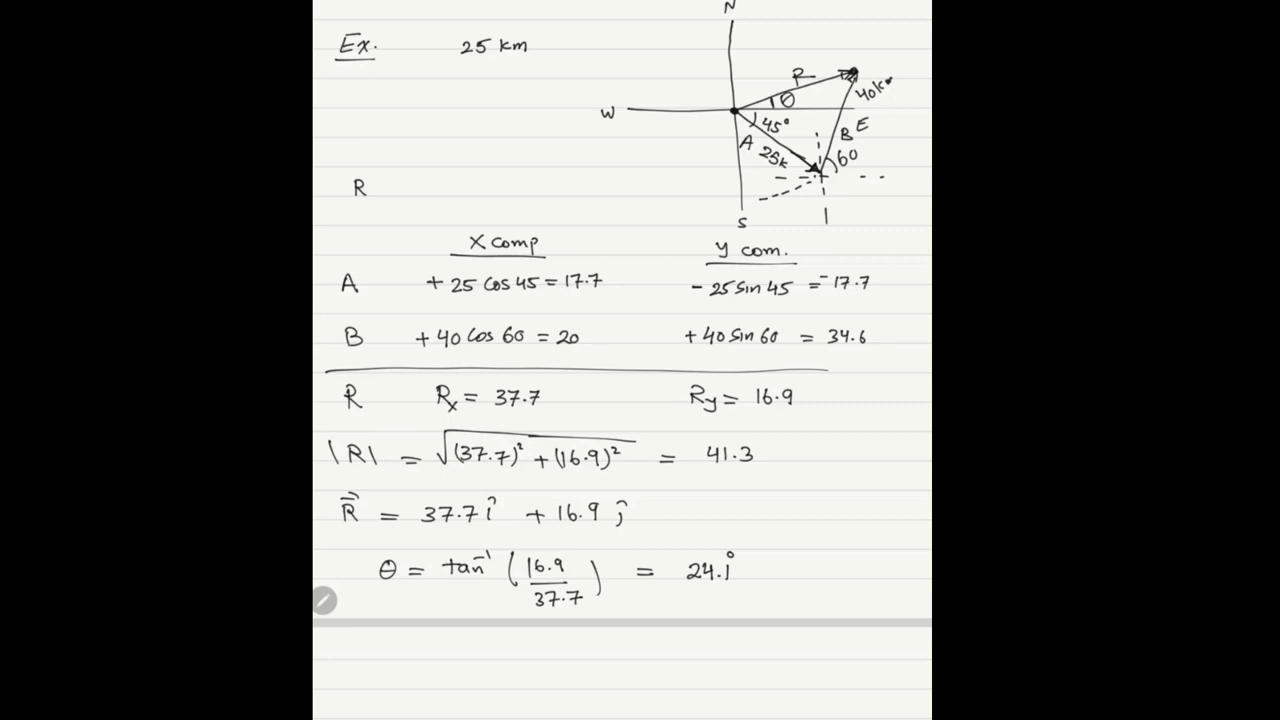 N
Ex. 25 km
R
θ
40k
W
45°
E
A
B
25k
60
R
S
X comp y com.
A + 25 cos 45 = 17.7 - 25 sin 45 = -17.7
B + 40 cos 60 = 20 + 40 sin 60 = 34.6
R Rx = 37.7 Ry = 16.9
|R| = √(37.7)² + (16.9)² = 41.3
R⃗ = 37.7 î + 16.9 ĵ
θ = tan⁻¹ (16.9/37.7) = 24.1°